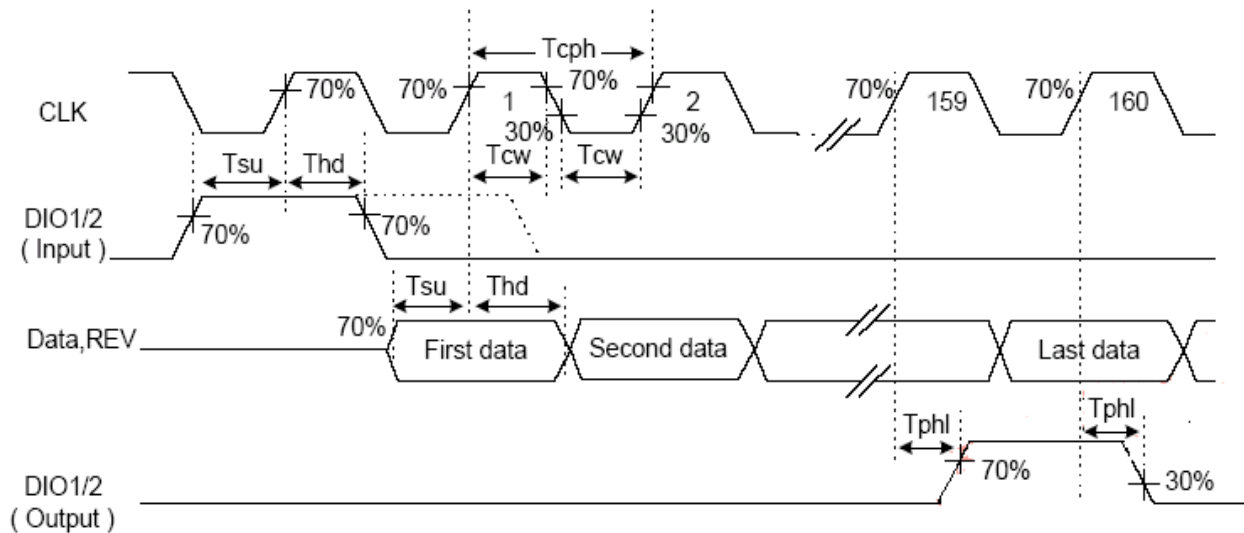 Tcph
CLK
70%
70%
1
70%
30%
2
30%
70%
159
70%
160
Tsu
Thd
Tcw
Tcw
DIO1/2
( Input )
70%
70%
Tsu
Thd
Data,REV
70%
First data
Second data
Last data
Tphl
Tphl
DIO1/2
( Output )
70%
30%